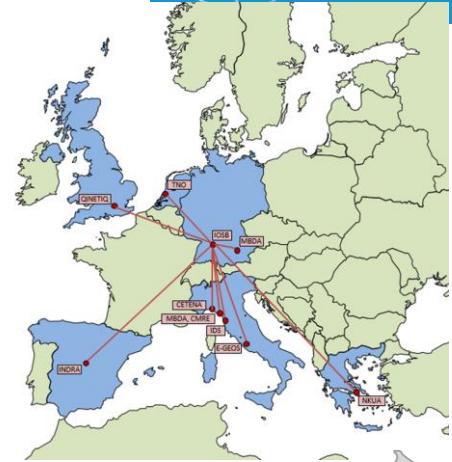 TNO
QINETIQ
IOSB
MBDA
CETENA
MBDA, CMRE
IDS
E-GEOS
INDRA
NKUA